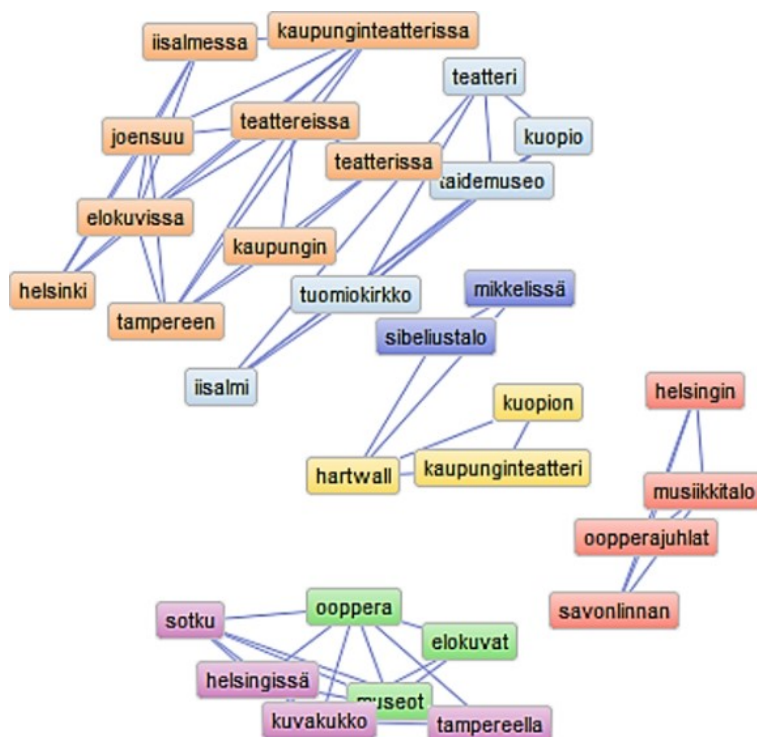 kaupunginteatterissa
iisalmessa
teatteri
teattereissa
joensuu
kuopio
teatterissa
taidemuseo
elokuvissa
kaupungin
helsinki
tuomiokirkko
mikkelissä
tampereen
sibeliustalo
iisalmi
helsingin
kuopion
kaupunginteatteri
hartwall
musiikkitalo
oopperajuhlat
savonlinnan
ooppera
sotku
elokuvat
helsingissä
museot
kuvakukko
tampereella